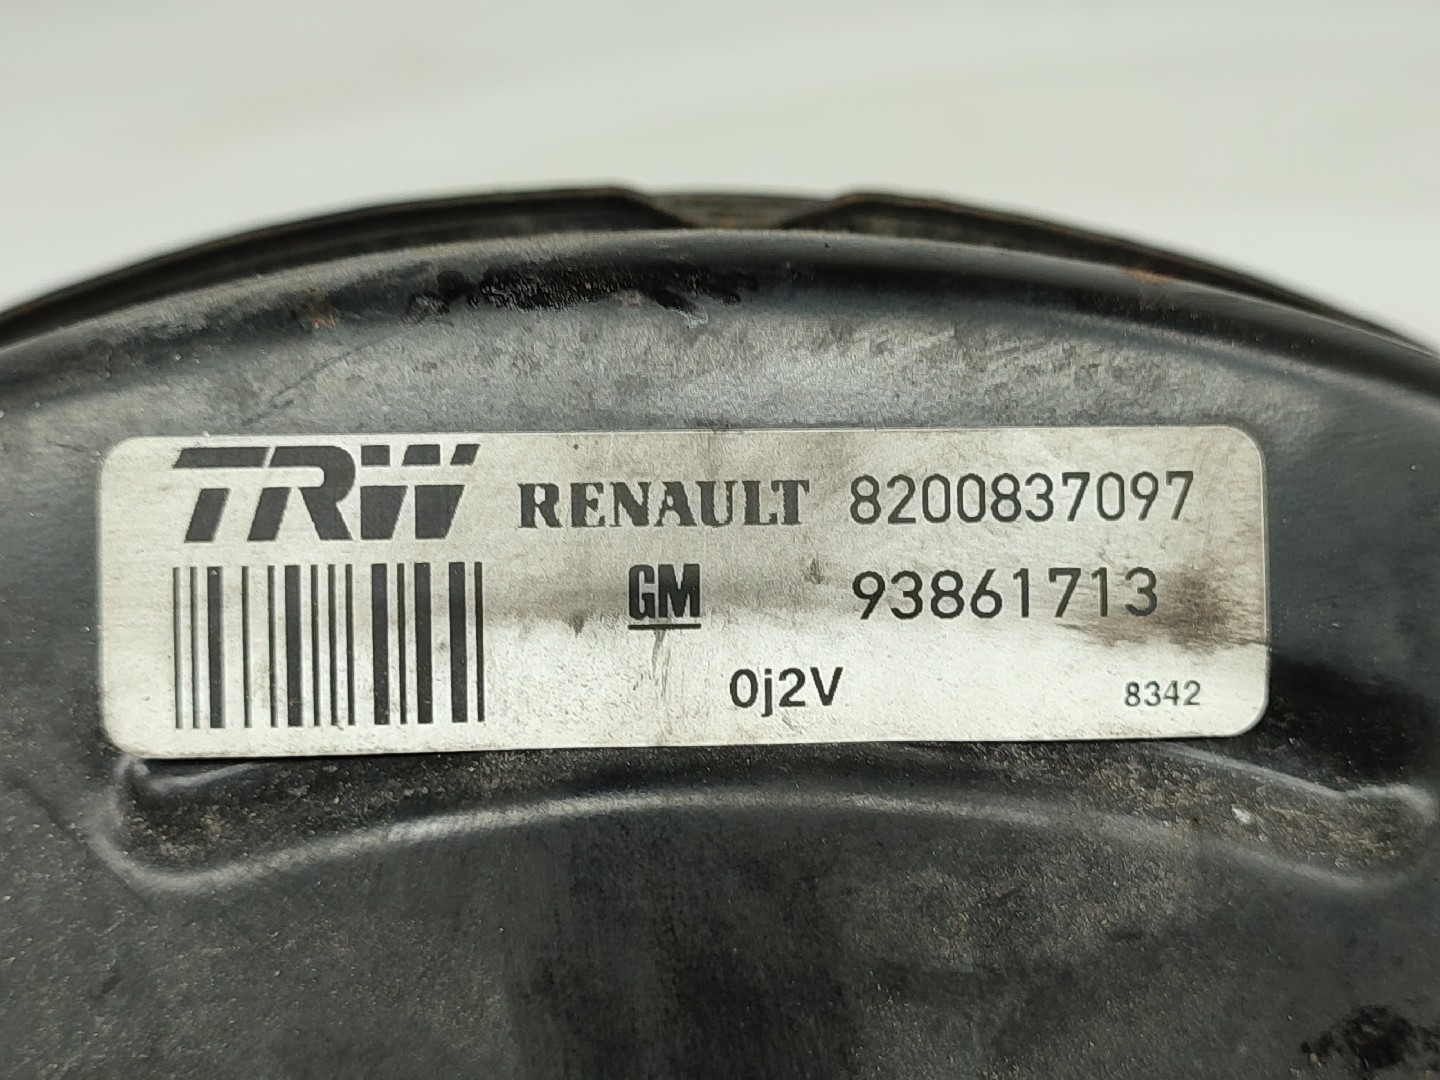 TRW RENAULT 8200837097
GM 93861713
0j2V 8342